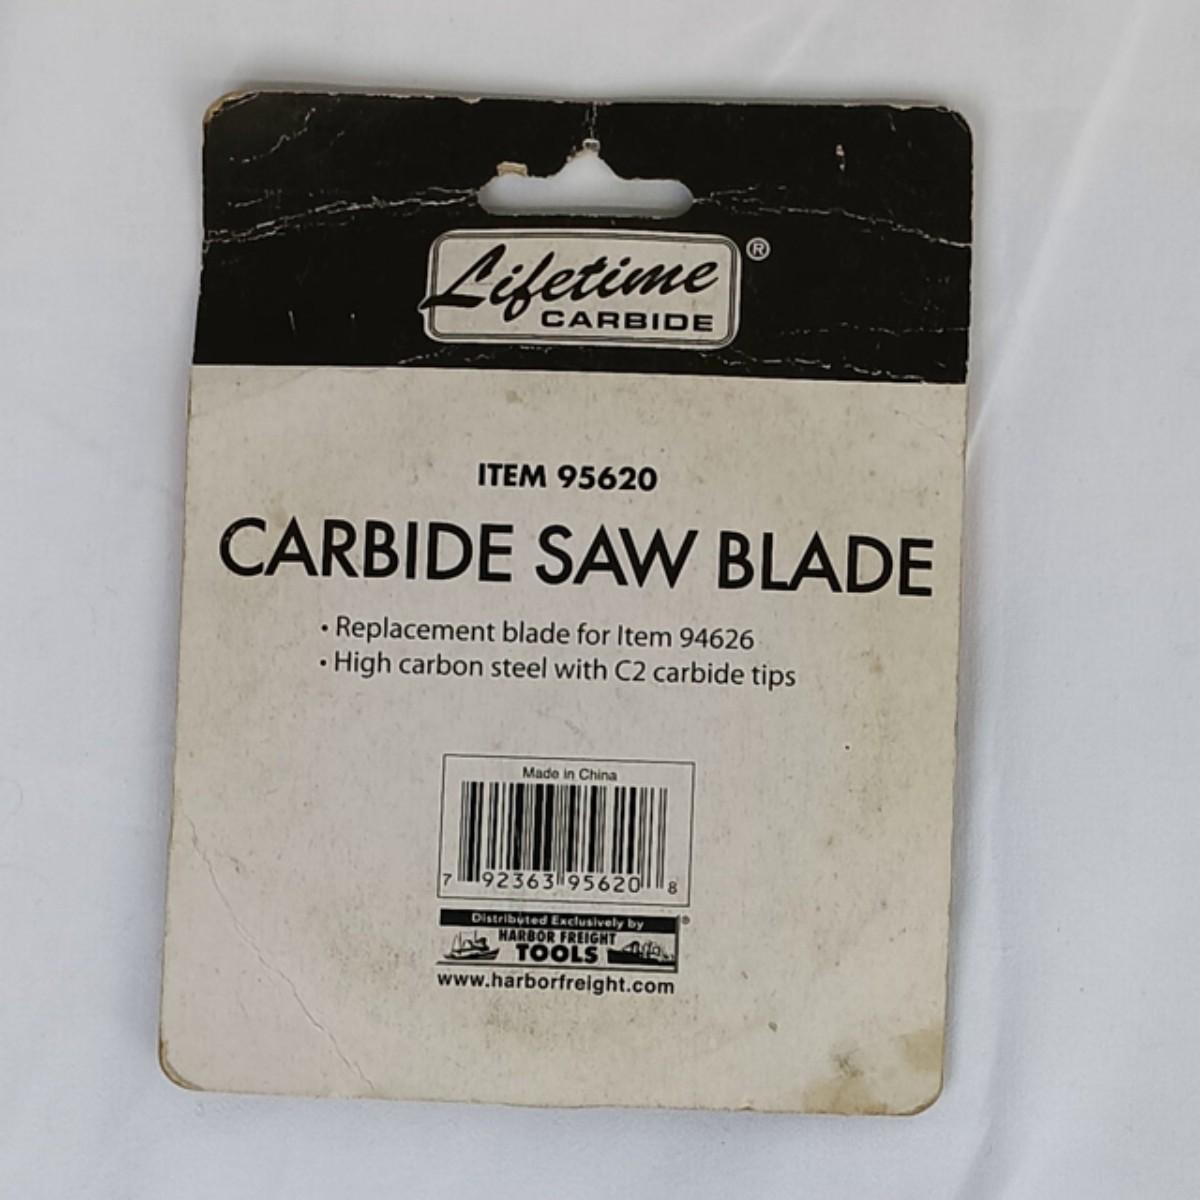 Lifetime ®
CARBIDE
ITEM 95620
CARBIDE SAW BLADE
• Replacement blade for Item 94626
• High carbon steel with C2 carbide tips
Made in China
7 92363 95620 8
Distributed Exclusively by ®
HARBOR FREIGHT
TOOLS
www.harborfreight.com